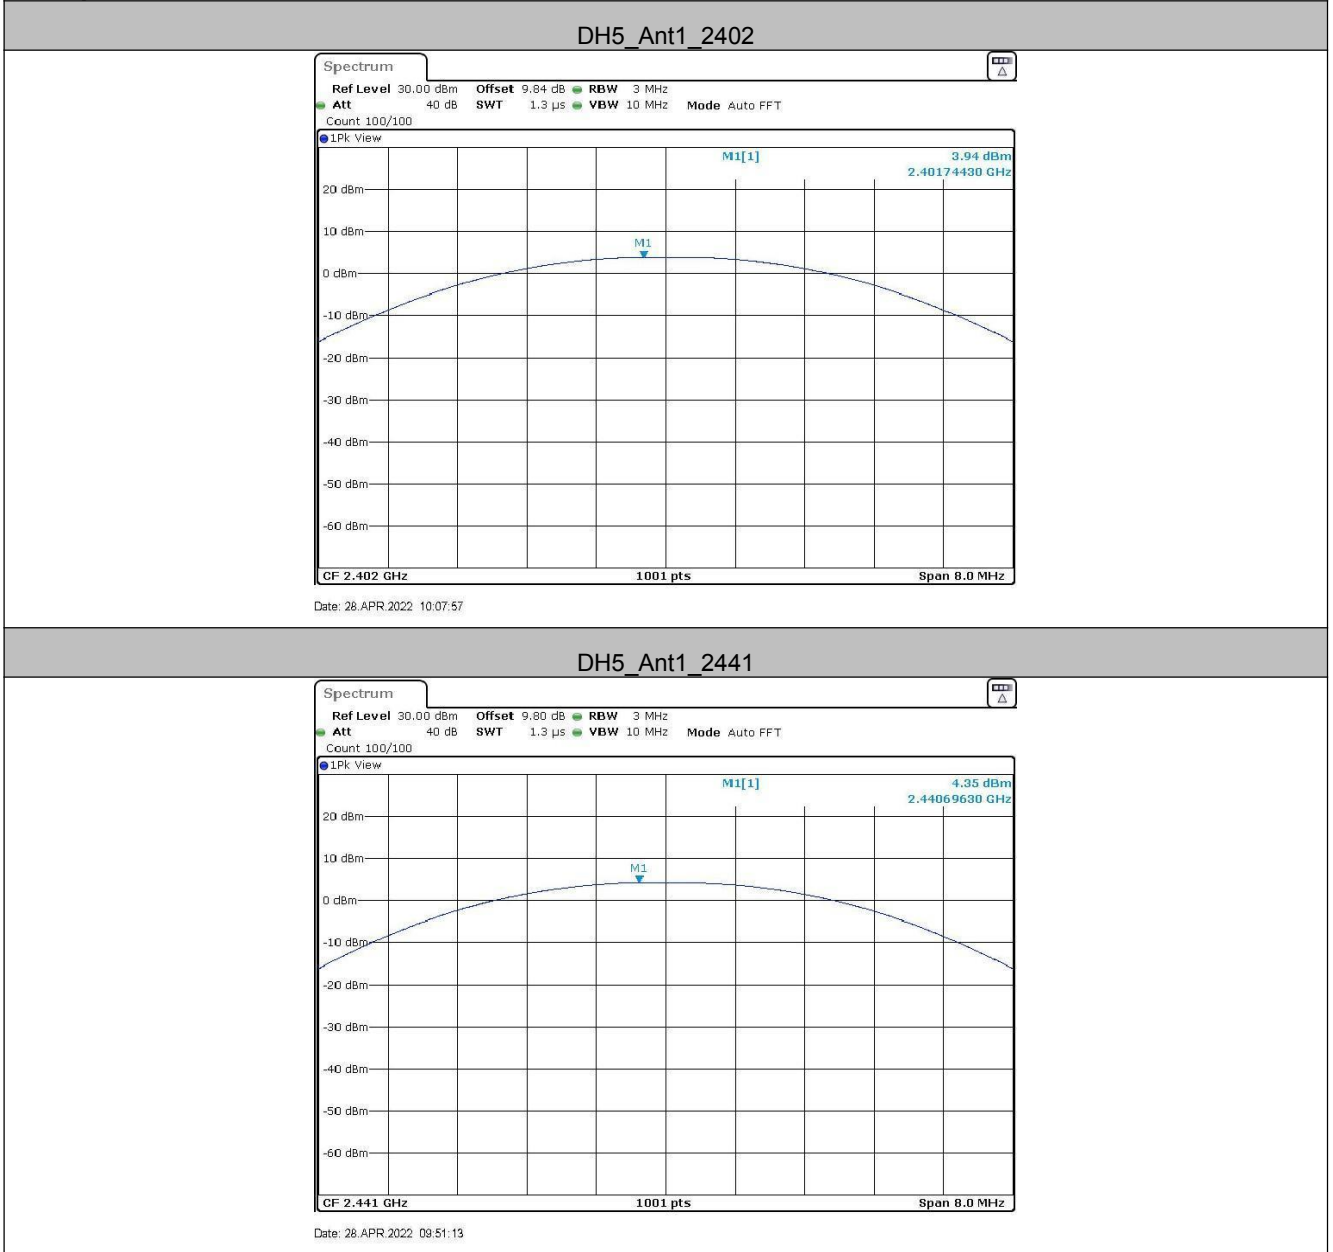 DH5_Ant1_2402
Spectrum
Ref Level 30.00 dBm Offset 9.84 dB RBW 3 MHz
Att 40 dB SWT 1.3 µs VBW 10 MHz Mode Auto FFT
Count 100/100
1Pk View
M1[1] 3.94 dBm
2.40174430 GHz
20 dBm
10 dBm
M1
0 dBm
-10 dBm
-20 dBm
-30 dBm
-40 dBm
-50 dBm
-60 dBm
CF 2.402 GHz 1001 pts Span 8.0 MHz
Date: 28.APR.2022 10:07:57
DH5_Ant1_2441
Spectrum
Ref Level 30.00 dBm Offset 9.80 dB RBW 3 MHz
Att 40 dB SWT 1.3 µs VBW 10 MHz Mode Auto FFT
Count 100/100
1Pk View
M1[1] 4.35 dBm
2.44069630 GHz
20 dBm
10 dBm
M1
0 dBm
-10 dBm
-20 dBm
-30 dBm
-40 dBm
-50 dBm
-60 dBm
CF 2.441 GHz 1001 pts Span 8.0 MHz
Date: 28.APR.2022 09:51:13